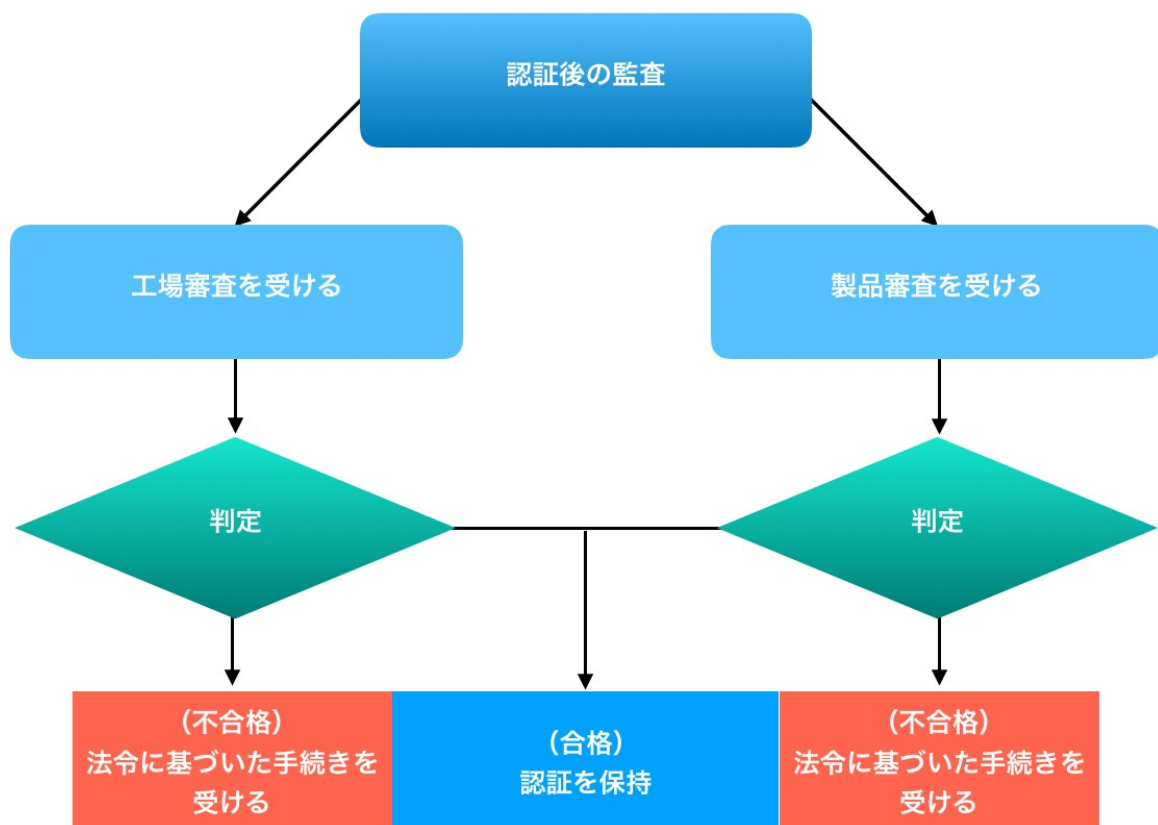 認証後の監査
工場審査を受ける
製品審査を受ける
判定
判定
（不合格）
法令に基づいた手続きを
受ける
（合格）
認証を保持
（不合格）
法令に基づいた手続きを
受ける